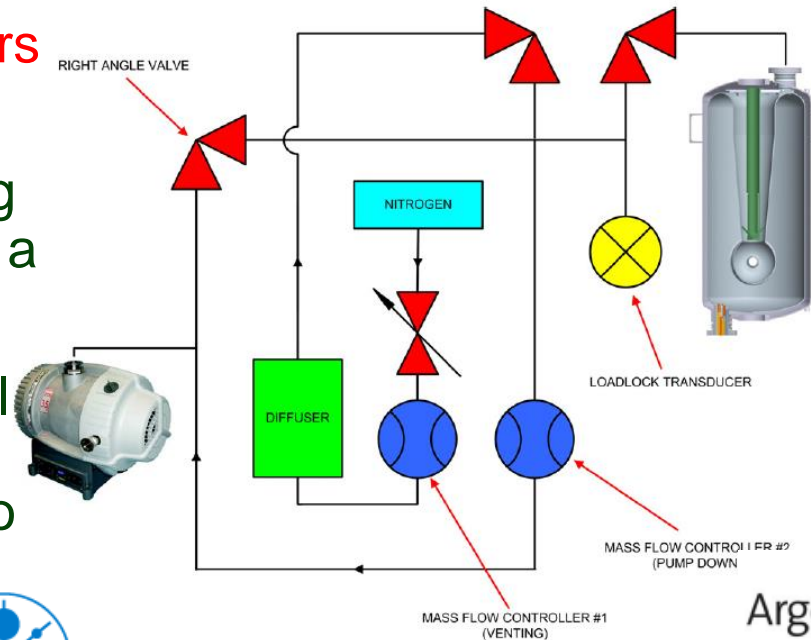 rs
RIGHT ANGLE VALVE
g
a
NITROGEN
l
DIFFUSER
LOADLOCK TRANSDUCER
p
MASS FLOW CONTROLLER #2
(PUMP DOWN
MASS FLOW CONTROLLER #1
(VENTING)
Arg